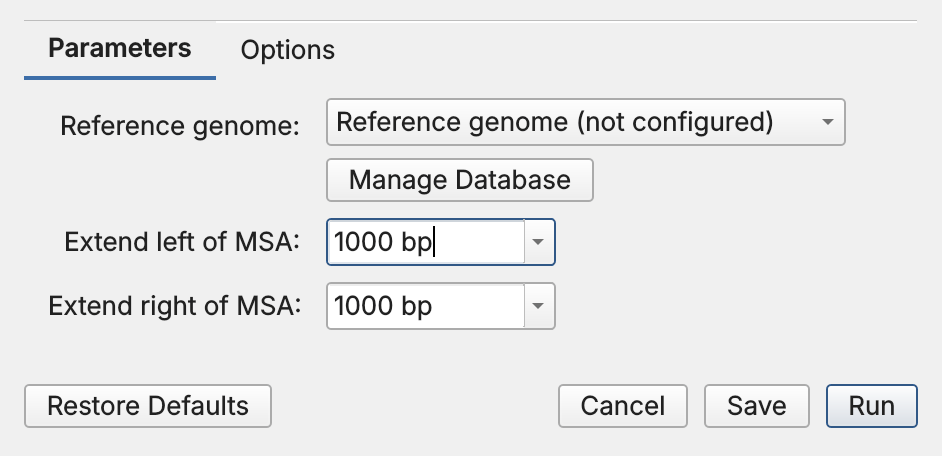 Parameters Options
Reference genome: Reference genome (not configured)
Manage Database
Extend left of MSA: 1000 bp
Extend right of MSA: 1000 bp
Restore Defaults Cancel Save Run